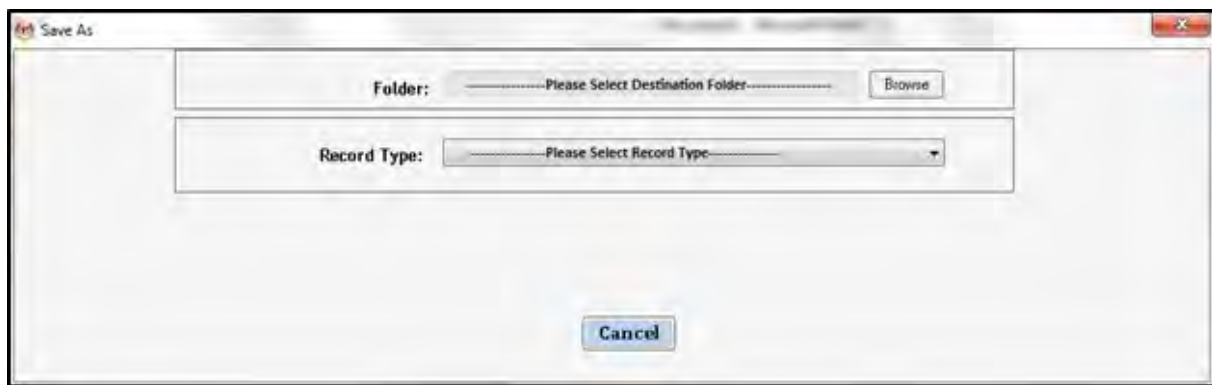 Save As
Folder: ----------------Please Select Destination Folder----------------- Browse
Record Type: ----------------Please Select Record Type---------------
Cancel